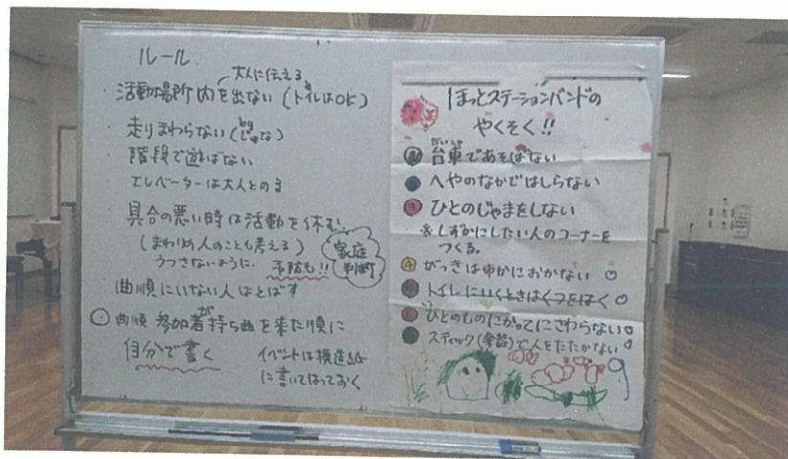 ルール
大人に伝える
・活動場所内を出ない(トイレはOK)
・走りまわらない
・階段で遊ばない
エレベーターは大人とのる
具合の悪い時は活動を休む
(まわりの人のことも考える)
うつさないように.予防も!!
家庭判断
曲順にいない人はとばす
○曲順 参加者が持ち曲を来た順に
自分で書く
イベントは模造紙
に書いてはっておく
ほっとステーションバンドの
やくそく!!
台車であそばない
へやのなかではしらない
ひとのじゃまをしない
※しずかにしたい人のコーナーを
つくる。
がっきはゆかにおかない
トイレにいくときはくつをはく
ひとのものにかってにさわらない
スティック(楽器)で人をたたかない